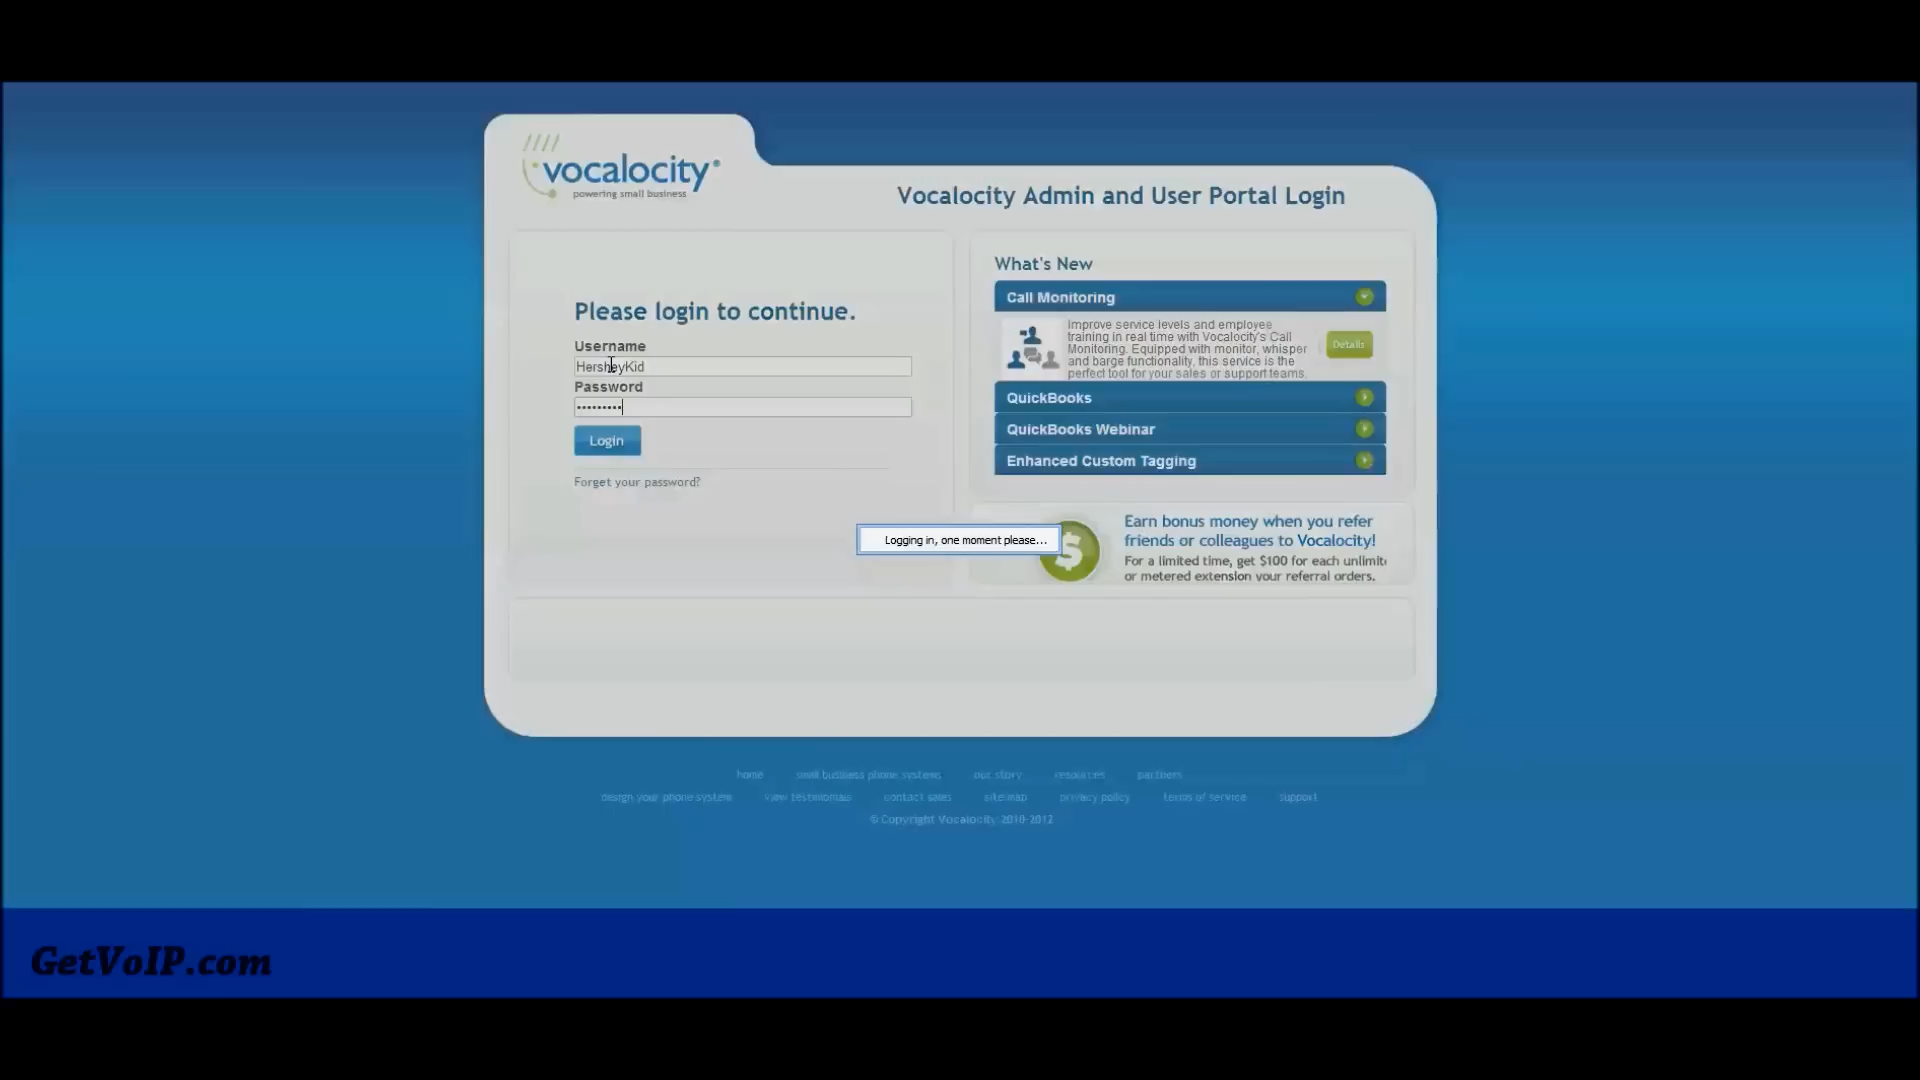 vocalocity®
powering small business
Vocalocity Admin and User Portal Login
Please login to continue.
Username
HersheyKid
Password
•••••••••
Login
Forget your password?
What's New
Call Monitoring
Improve service levels and employee
training in real time with Vocalocity's Call
Monitoring. Equipped with monitor, whisper
and barge functionality, this service is the
perfect tool for your sales or support teams.
Details
QuickBooks
QuickBooks Webinar
Enhanced Custom Tagging
Logging in, one moment please...
$
Earn bonus money when you refer
friends or colleagues to Vocalocity!
For a limited time, get $100 for each unlimit
or metered extension your referral orders.
home small business phone systems our story resources partners
design your phone system view testimonials contact sales site map privacy policy terms of service support
© Copyright Vocalocity 2010-2012
GetVoIP.com